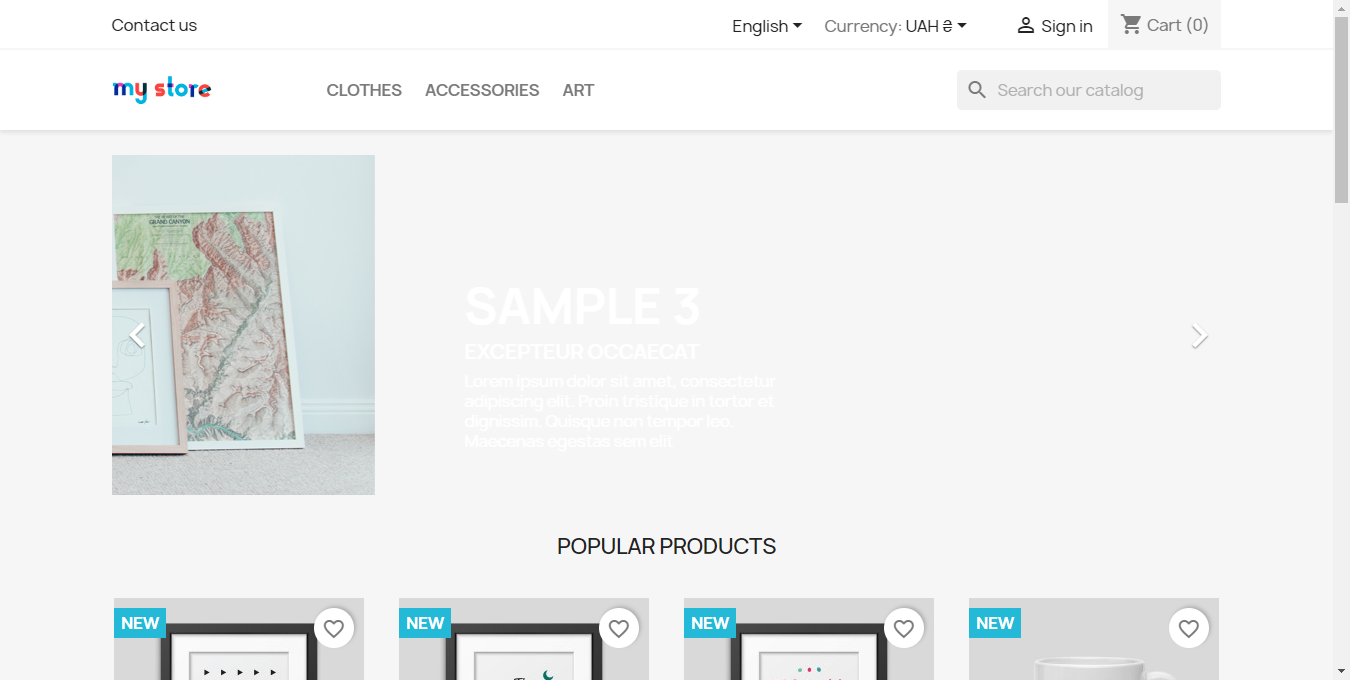 Contact us
English
Currency: UAH ₴
Sign in
Cart (0)
my store
CLOTHES
ACCESSORIES
ART
Search our catalog
GRAND CANYON
SAMPLE 3
EXCEPTEUR OCCAECAT
Lorem ipsum dolor sit amet, consectetur
adipiscing elit. Proin tristique in tortor et
dignissim. Quisque non tempor leo.
Maecenas egestas sem elit
POPULAR PRODUCTS
NEW
NEW
NEW
NEW